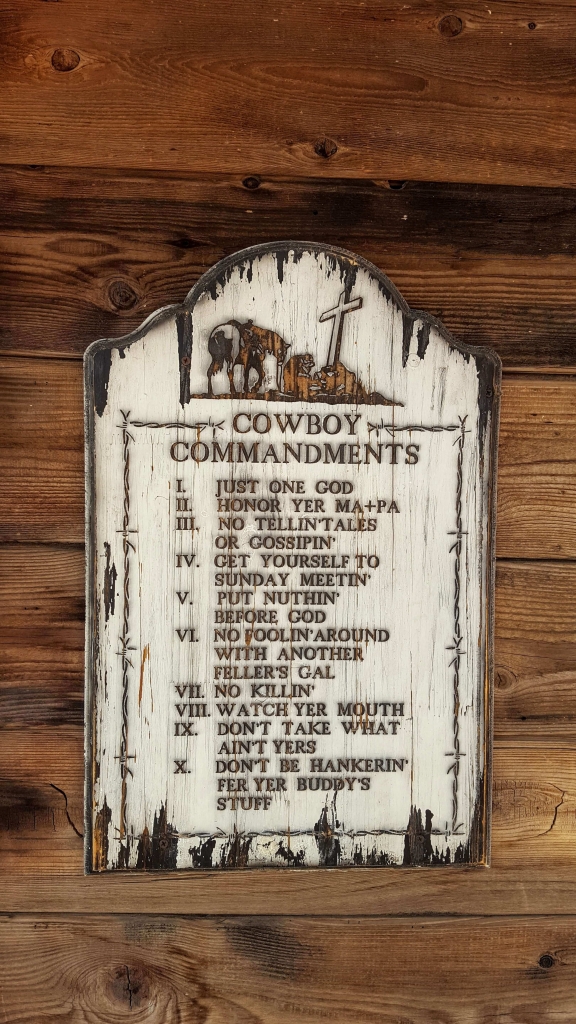 COWBOY
COMMANDMENTS
I. JUST ONE GOD
II. HONOR YER MA+PA
III. NO TELLIN' TALES
OR GOSSIPIN'
IV. GET YOURSELF TO
SUNDAY MEETIN'
V. PUT NUTHIN'
BEFORE GOD
VI. NO FOOLIN' AROUND
WITH ANOTHER
FELLER'S GAL
VII. NO KILLIN'
VIII. WATCH YER MOUTH
IX. DON'T TAKE WHAT
AIN'T YERS
X. DON'T BE HANKERIN'
FER YER BUDDY'S
STUFF